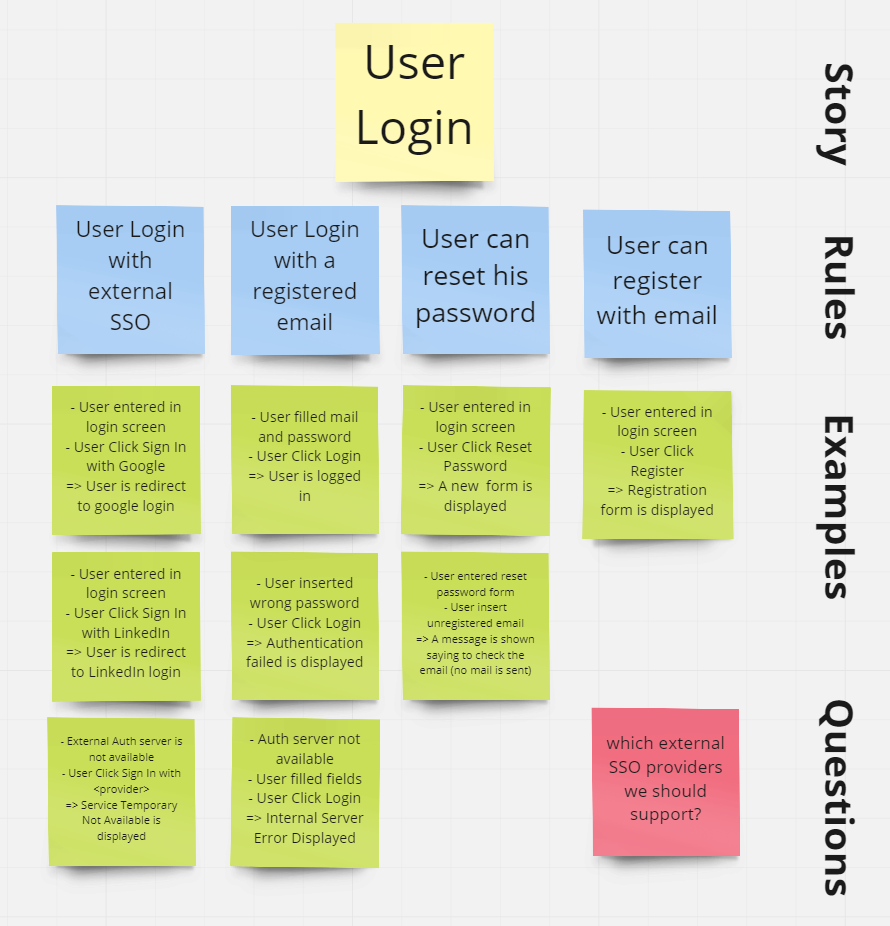 User
Login
Story
User Login
with
external
SSO
User Login
with a
registered
email
User can
reset his
password
User can
register
with email
Rules
- User entered in
login screen
- User Click Sign In
with Google
=> User is redirect
to google login
- User filled mail
and password
- User Click Login
=> User is logged
in
- User entered in
login screen
- User Click Reset
Password
=> A new  form is
displayed
- User entered in
login screen
- User Click
Register
=> Registration
form is displayed
Examples
- User entered in
login screen
- User Click Sign In
with LinkedIn
=> User is redirect
to LinkedIn login
- User inserted
wrong password
- User Click Login
=> Authentication
failed is displayed
- User entered reset
password form
- User insert
unregistered email
=> A message is shown
saying to check the
email (no mail is sent)
- External Auth server is
not available
- User Click Sign In with
<provider>
=> Service Temporary
Not Available is
displayed
- Auth server not
available
- User filled fields
- User Click Login
=> Internal Server
Error Displayed
which external
SSO providers
we should
support?
Questions